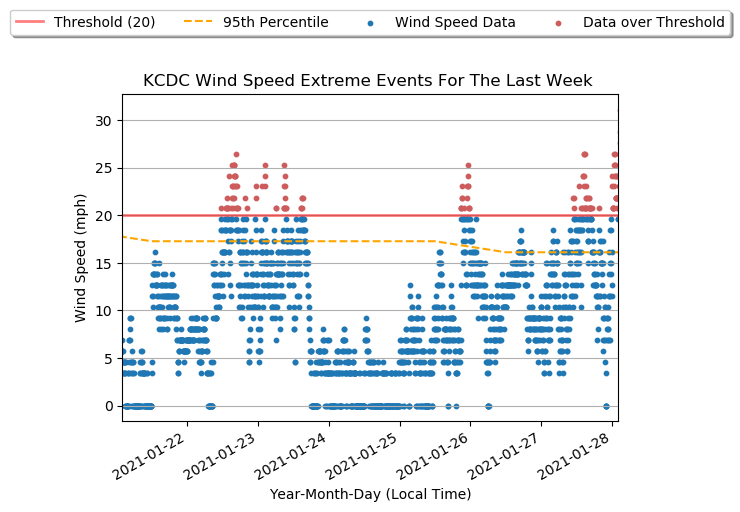 Threshold (20) 95th Percentile Wind Speed Data Data over Threshold
KCDC Wind Speed Extreme Events For The Last Week
Wind Speed (mph)
30
25
20
15
10
5
0
2021-01-22 2021-01-23 2021-01-24 2021-01-25 2021-01-26 2021-01-27 2021-01-28
Year-Month-Day (Local Time)